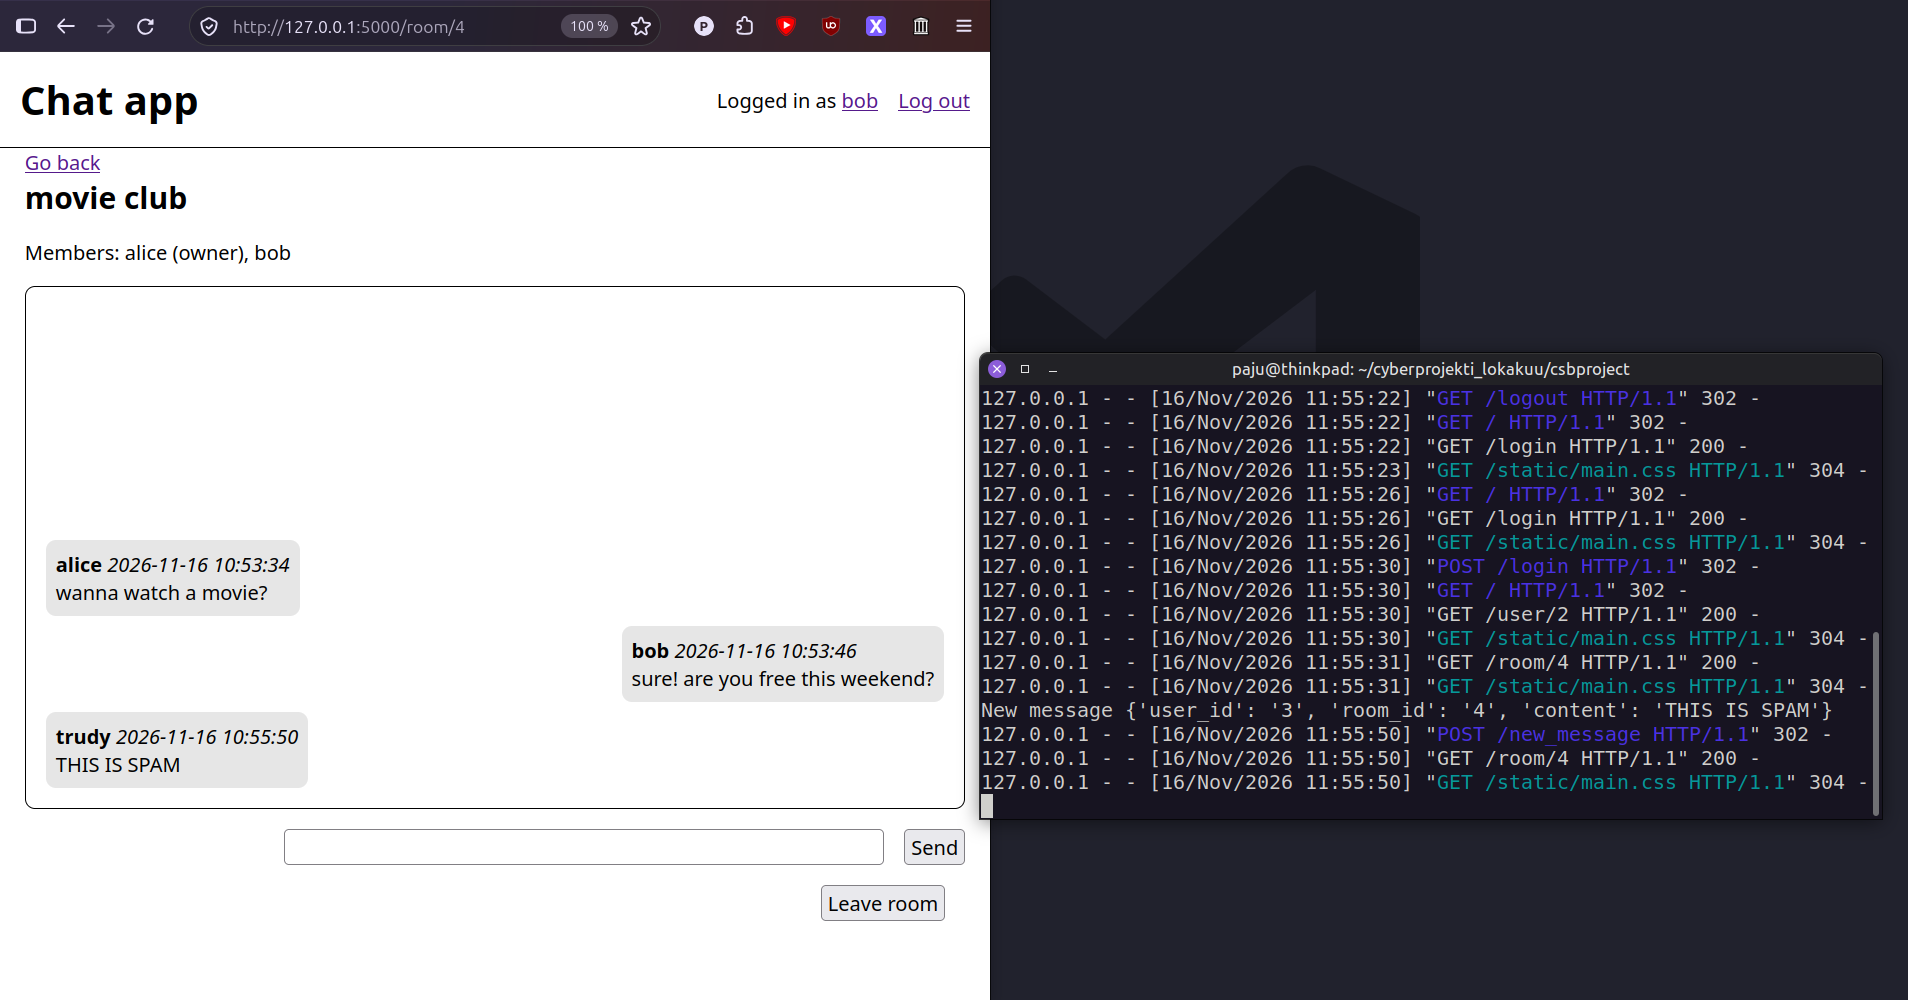 http://127.0.0.1:5000/room/4
100 %
Chat app
Logged in as bob
Log out
Go back
movie club
Members: alice (owner), bob
alice 2026-11-16 10:53:34
wanna watch a movie?
bob 2026-11-16 10:53:46
sure! are you free this weekend?
trudy 2026-11-16 10:55:50
THIS IS SPAM
Send
Leave room
paju@thinkpad: ~/cyberprojekti_lokakuu/csbproject
127.0.0.1 - - [16/Nov/2026 11:55:22] "GET /logout HTTP/1.1" 302 -
127.0.0.1 - - [16/Nov/2026 11:55:22] "GET / HTTP/1.1" 302 -
127.0.0.1 - - [16/Nov/2026 11:55:22] "GET /login HTTP/1.1" 200 -
127.0.0.1 - - [16/Nov/2026 11:55:23] "GET /static/main.css HTTP/1.1" 304 -
127.0.0.1 - - [16/Nov/2026 11:55:26] "GET / HTTP/1.1" 302 -
127.0.0.1 - - [16/Nov/2026 11:55:26] "GET /login HTTP/1.1" 200 -
127.0.0.1 - - [16/Nov/2026 11:55:26] "GET /static/main.css HTTP/1.1" 304 -
127.0.0.1 - - [16/Nov/2026 11:55:30] "POST /login HTTP/1.1" 302 -
127.0.0.1 - - [16/Nov/2026 11:55:30] "GET / HTTP/1.1" 302 -
127.0.0.1 - - [16/Nov/2026 11:55:30] "GET /user/2 HTTP/1.1" 200 -
127.0.0.1 - - [16/Nov/2026 11:55:30] "GET /static/main.css HTTP/1.1" 304 -
127.0.0.1 - - [16/Nov/2026 11:55:31] "GET /room/4 HTTP/1.1" 200 -
127.0.0.1 - - [16/Nov/2026 11:55:31] "GET /static/main.css HTTP/1.1" 304 -
New message {'user_id': '3', 'room_id': '4', 'content': 'THIS IS SPAM'}
127.0.0.1 - - [16/Nov/2026 11:55:50] "POST /new_message HTTP/1.1" 302 -
127.0.0.1 - - [16/Nov/2026 11:55:50] "GET /room/4 HTTP/1.1" 200 -
127.0.0.1 - - [16/Nov/2026 11:55:50] "GET /static/main.css HTTP/1.1" 304 -